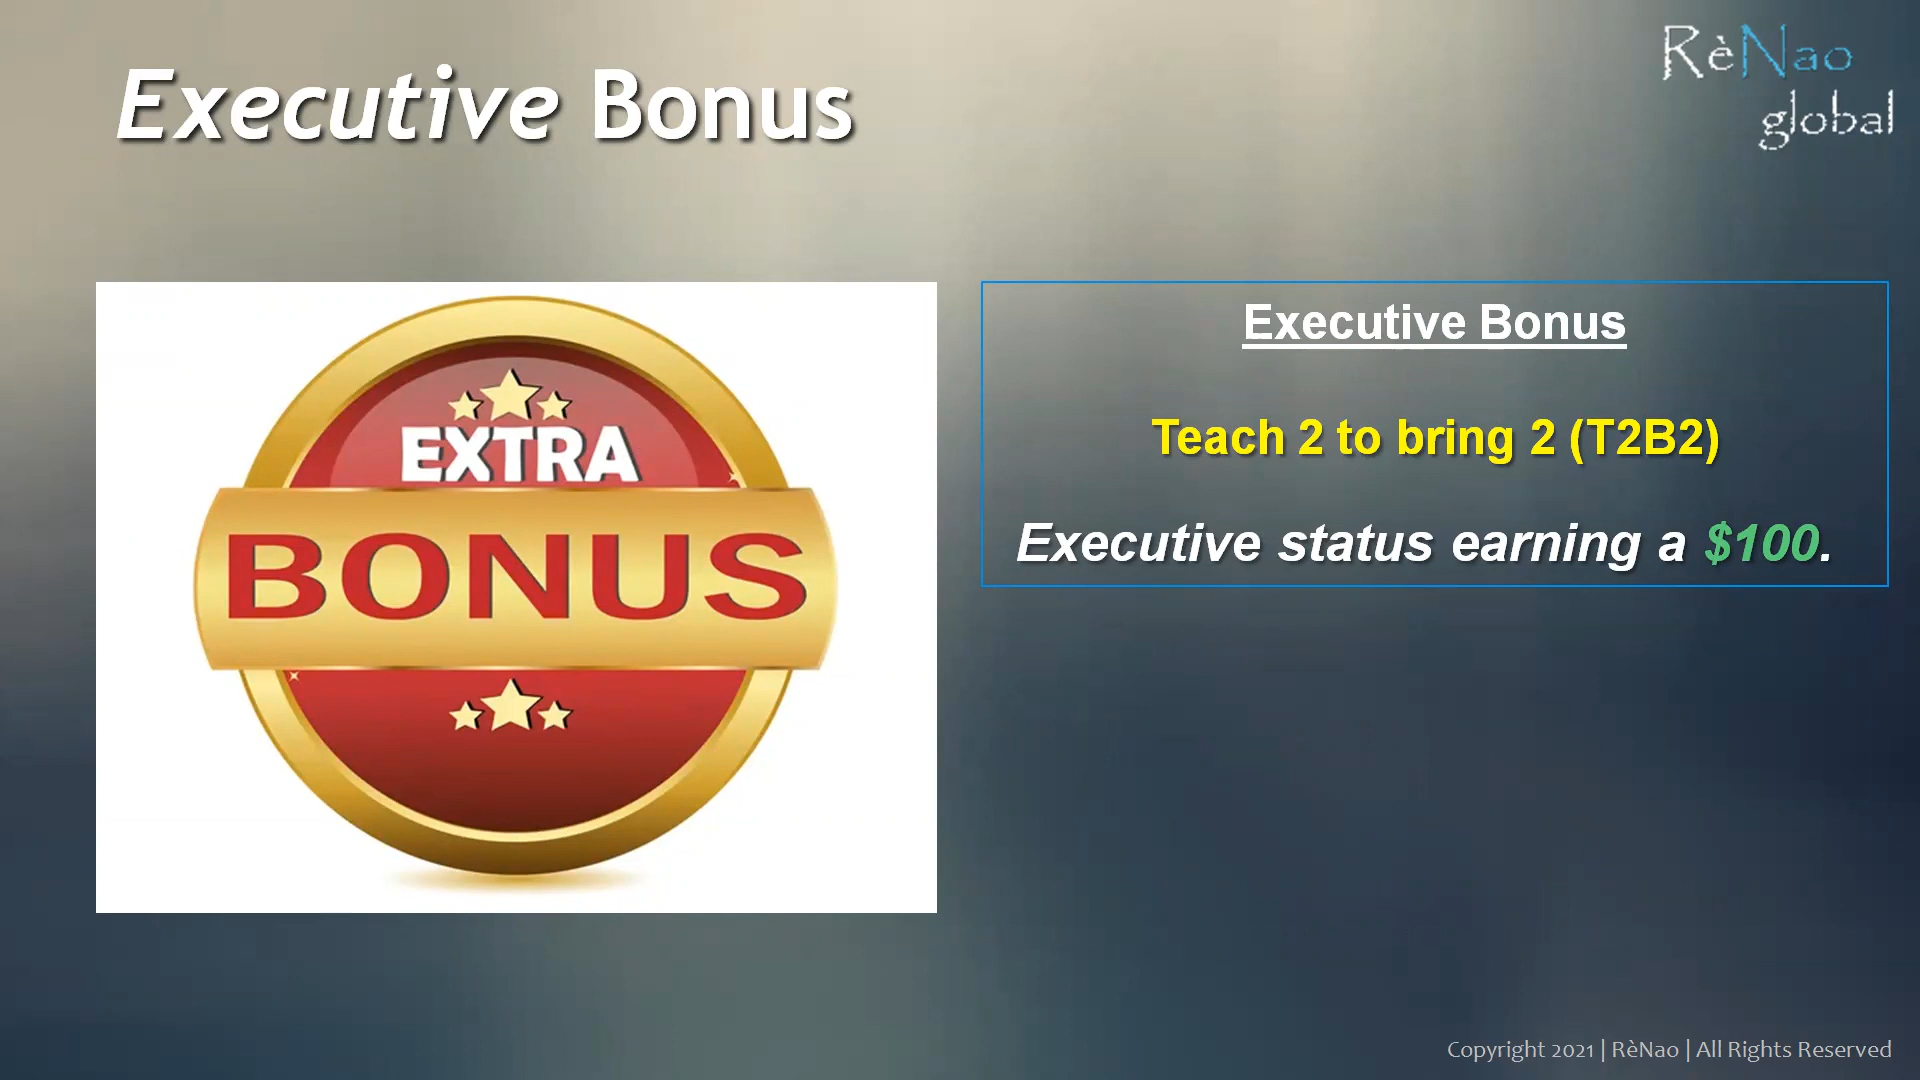 Executive Bonus
RèNao
global
EXTRA
BONUS
Executive Bonus
Teach 2 to bring 2 (T2B2)
Executive status earning a $100.
Copyright 2021 | RèNao | All Rights Reserved